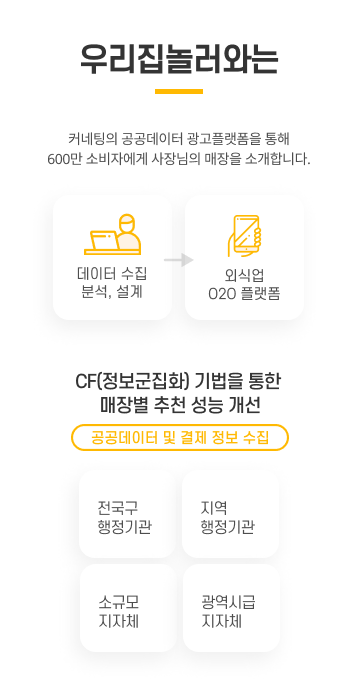 우리집놀러와는
커네팅의 공공데이터 광고플랫폼을 통해
600만 소비자에게 사장님의 매장을 소개합니다.
데이터 수집
분석, 설계
외식업
O2O 플랫폼
CF(정보군집화) 기법을 통한
매장별 추천 성능 개선
공공데이터 및 결제 정보 수집
전국구
행정기관
지역
행정기관
소규모
지자체
광역시급
지자체